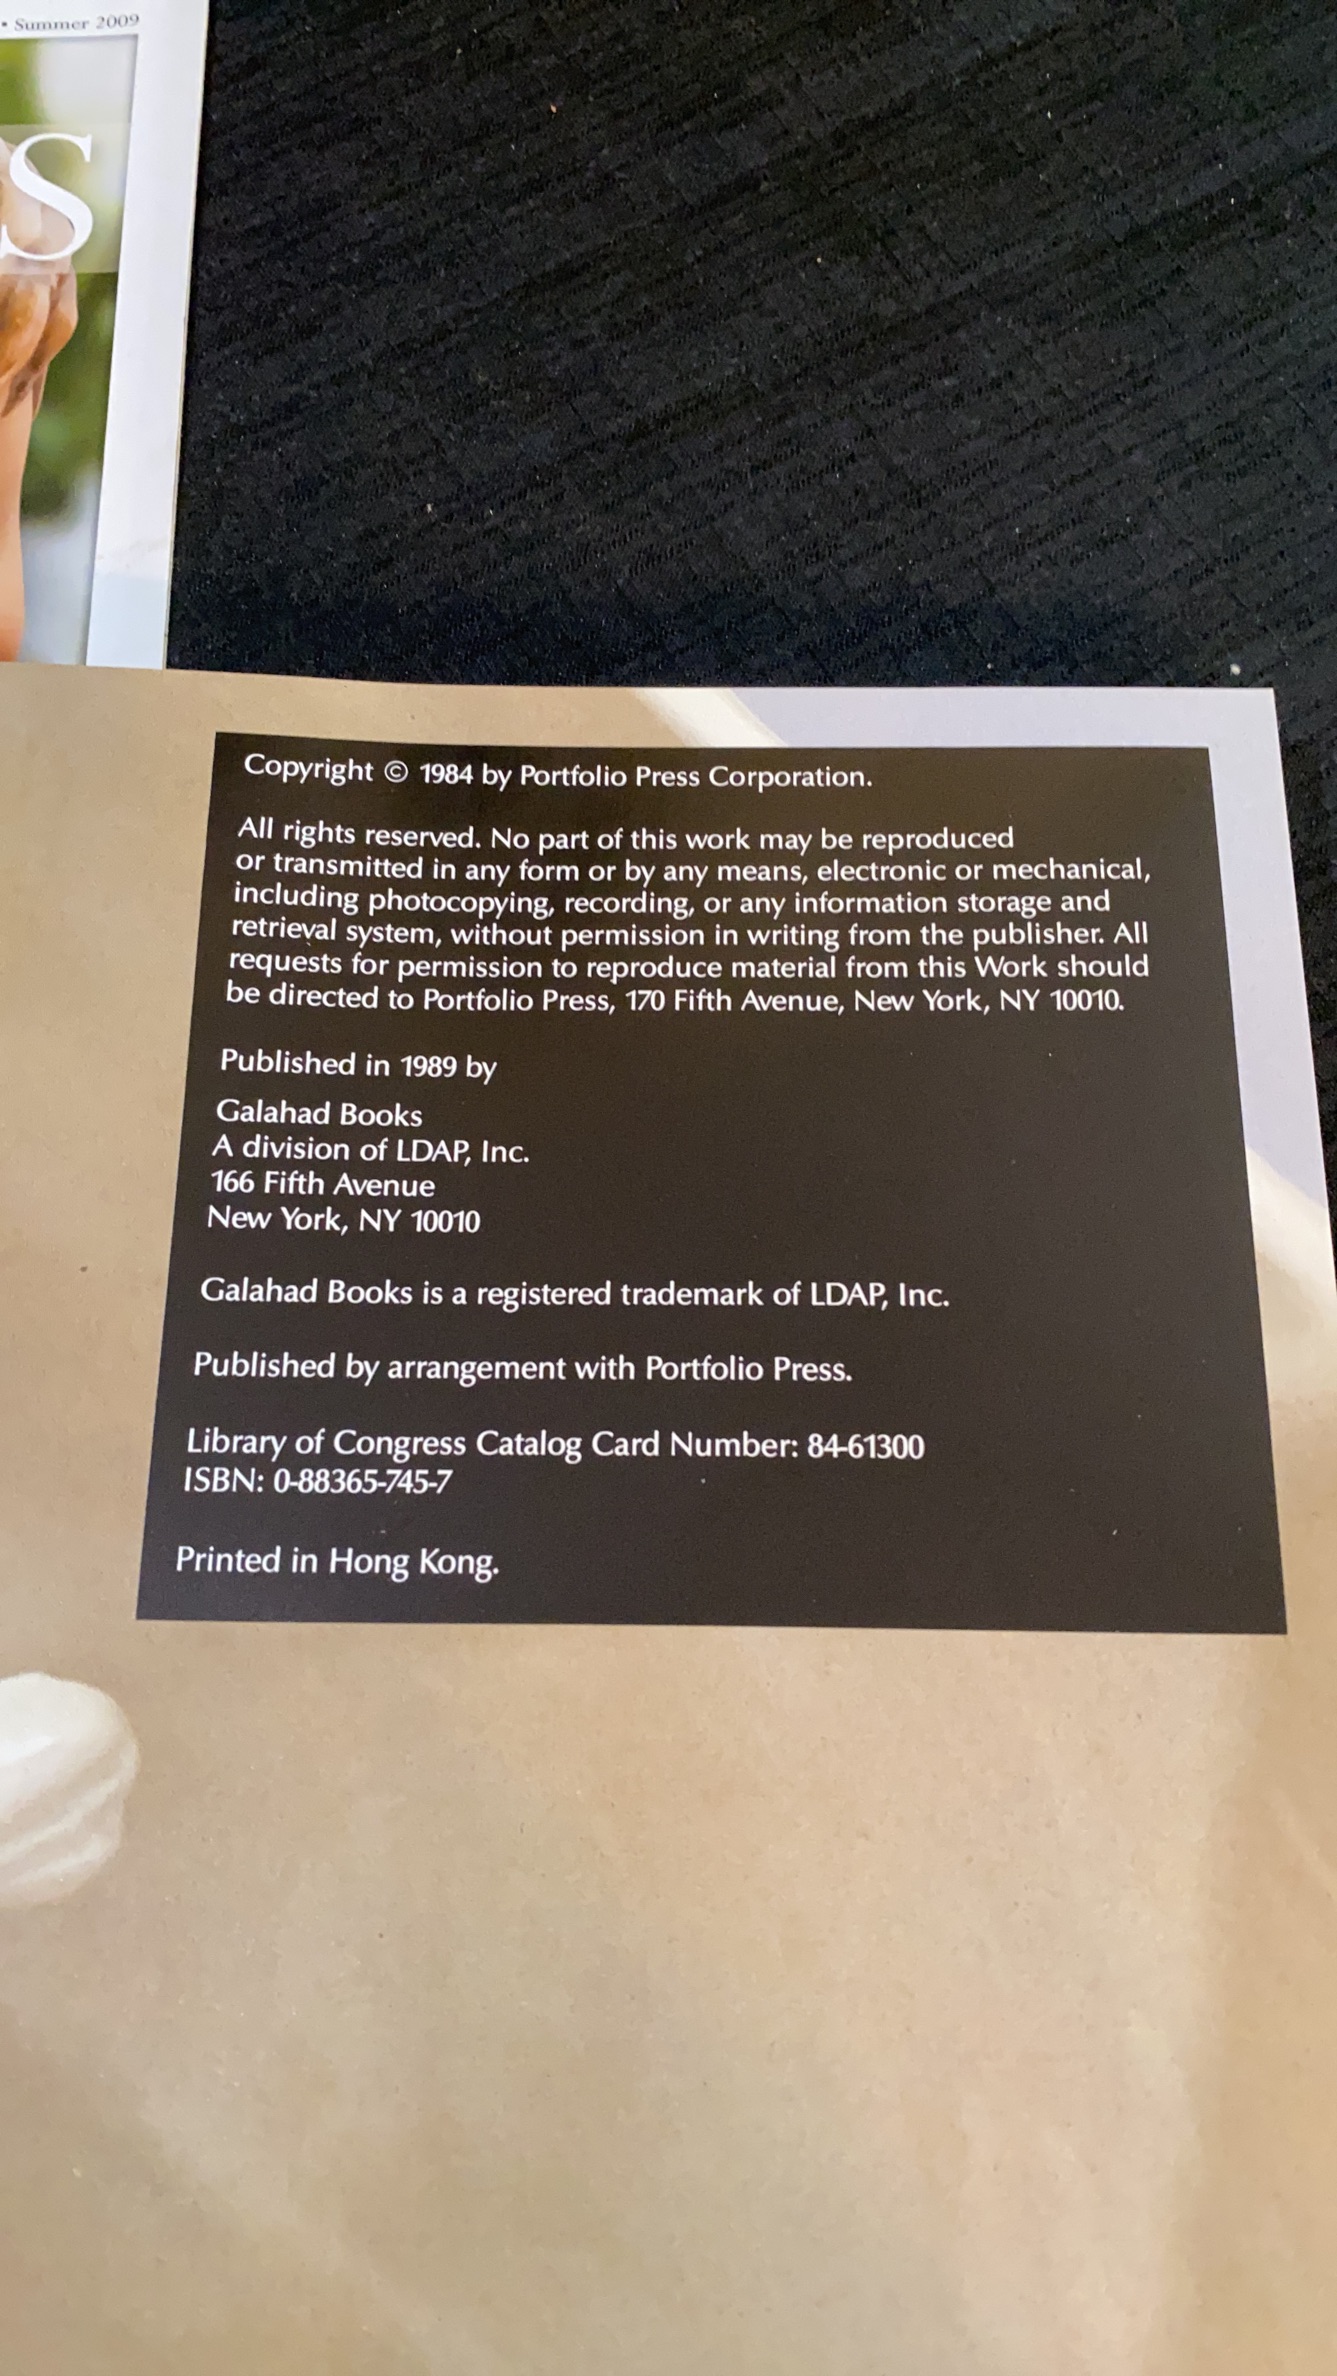 • Summer 2009
S
Copyright © 1984 by Portfolio Press Corporation.
All rights reserved. No part of this work may be reproduced
or transmitted in any form or by any means, electronic or mechanical,
including photocopying, recording, or any information storage and
retrieval system, without permission in writing from the publisher. All
requests for permission to reproduce material from this Work should
be directed to Portfolio Press, 170 Fifth Avenue, New York, NY 10010.
Published in 1989 by
Galahad Books
A division of LDAP, Inc.
166 Fifth Avenue
New York, NY 10010
Galahad Books is a registered trademark of LDAP, Inc.
Published by arrangement with Portfolio Press.
Library of Congress Catalog Card Number: 84-61300
ISBN: 0-88365-745-7
Printed in Hong Kong.